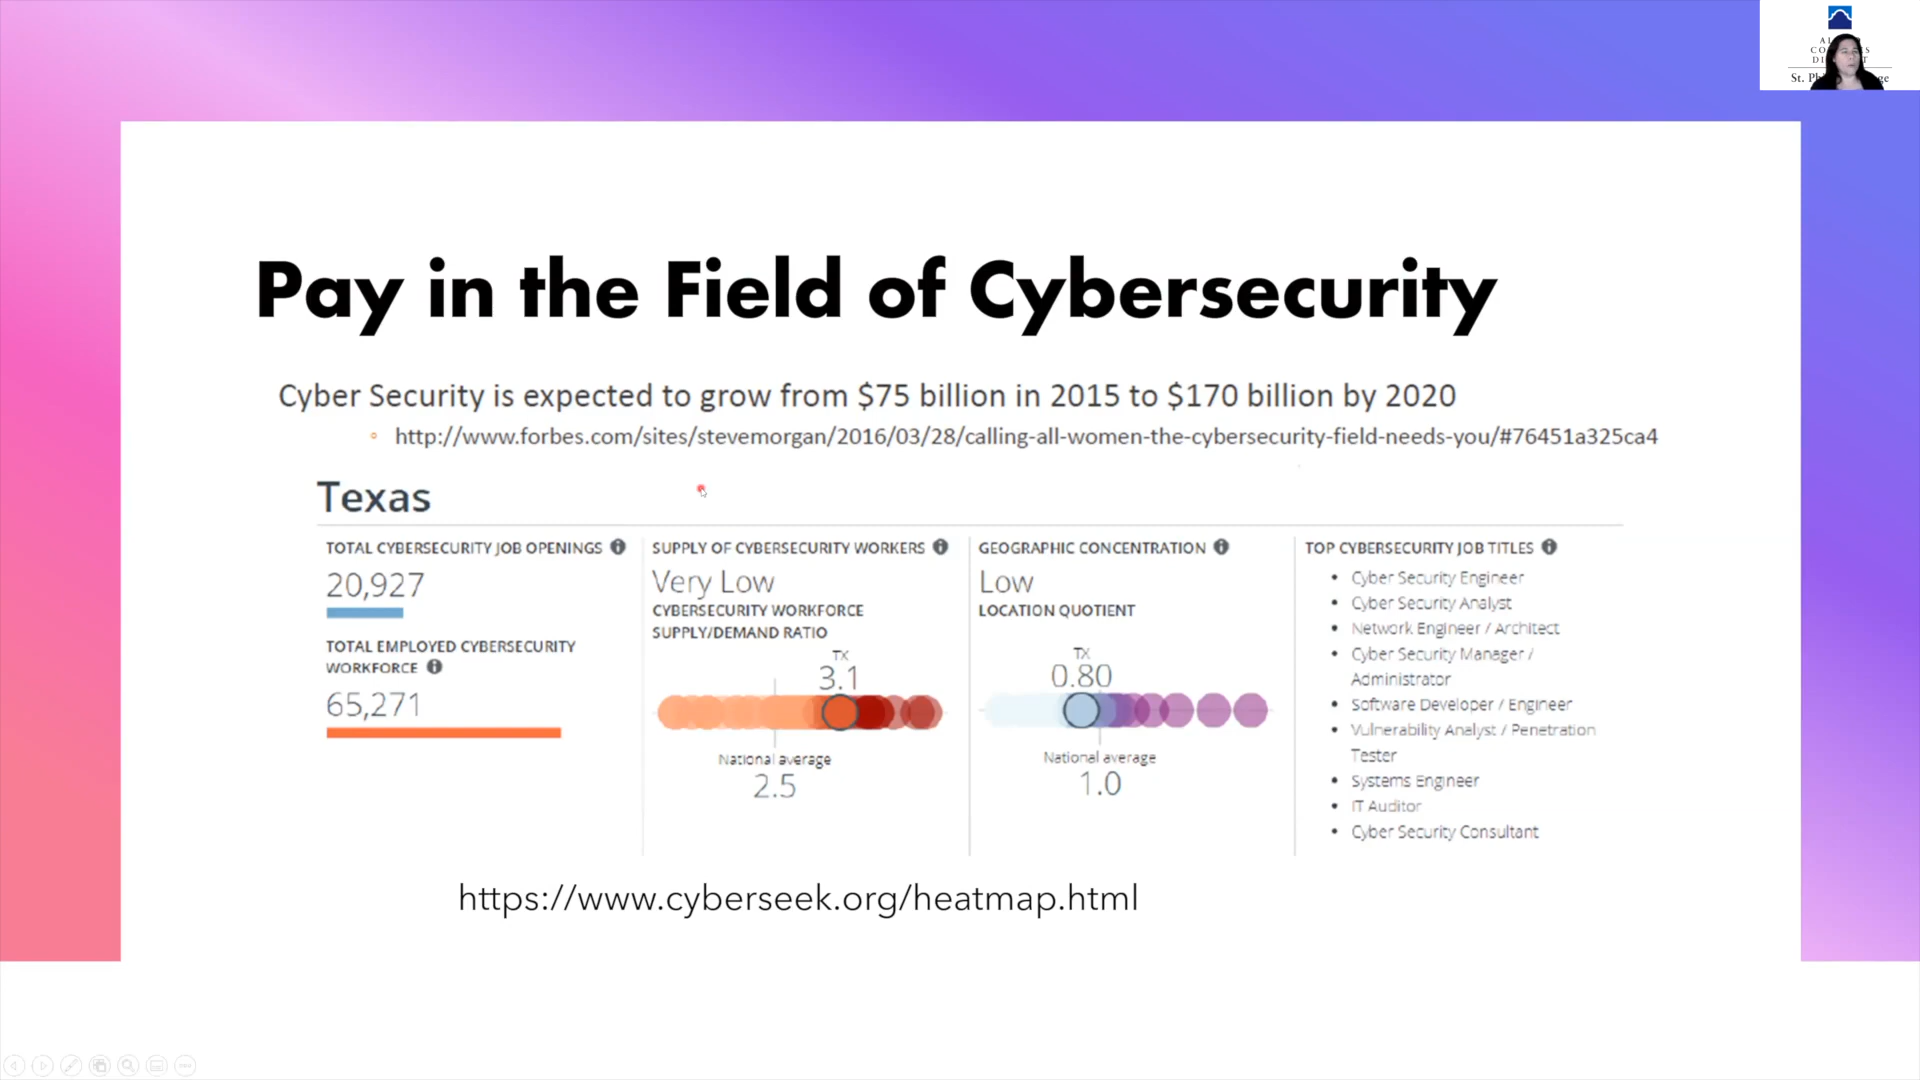 Pay in the Field of Cybersecurity
Cyber Security is expected to grow from $75 billion in 2015 to $170 billion by 2020
http://www.forbes.com/sites/stevemorgan/2016/03/28/calling-all-women-the-cybersecurity-field-needs-you/#76451a325ca4
Texas
TOTAL CYBERSECURITY JOB OPENINGS
20,927
TOTAL EMPLOYED CYBERSECURITY
WORKFORCE
65,271
SUPPLY OF CYBERSECURITY WORKERS
Very Low
CYBERSECURITY WORKFORCE
SUPPLY/DEMAND RATIO
TX
3.1
National average
2.5
GEOGRAPHIC CONCENTRATION
Low
LOCATION QUOTIENT
TX
0.80
National average
1.0
TOP CYBERSECURITY JOB TITLES
• Cyber Security Engineer
• Cyber Security Analyst
• Network Engineer / Architect
• Cyber Security Manager /
Administrator
• Software Developer / Engineer
• Vulnerability Analyst / Penetration
Tester
• Systems Engineer
• IT Auditor
• Cyber Security Consultant
https://www.cyberseek.org/heatmap.html